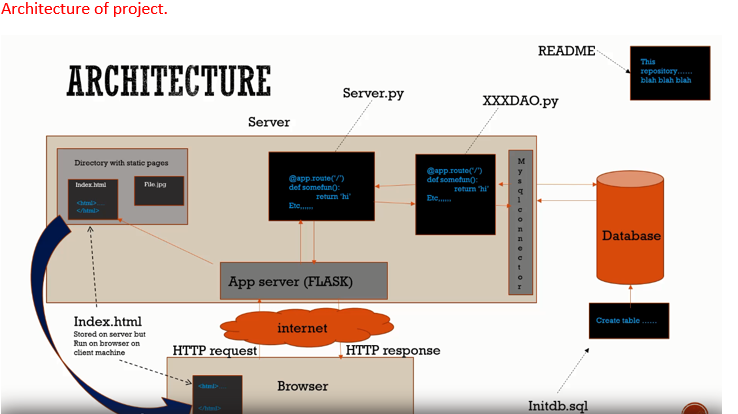 Architecture of project.
ARCHITECTURE
README
This
repository......
blah blah blah
Server.py
XXXDAO.py
Server
Directory with static pages
Index.html
<html>...
</html>
File.jpg
@app.route('/')
def somefun():
return 'hi'
Etc,,,,,,
@app.route('/')
def somefun():
return 'hi'
Etc,,,,,,
Mysqlconnector
Database
App server (FLASK)
Create table ......
Index.html
Stored on server but
Run on browser on
client machine
internet
HTTP request
HTTP response
Browser
<html>
</html>
Initdb.sql